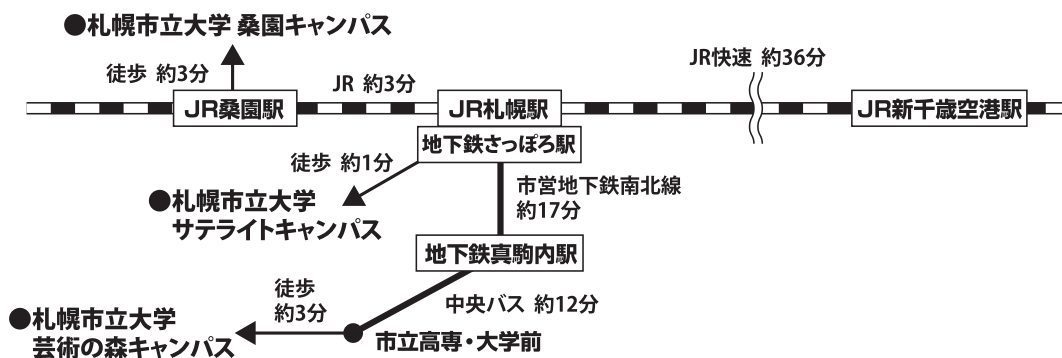 ●札幌市立大学 桑園キャンパス
徒歩 約3分
JR 約3分
JR快速 約36分
JR桑園駅
JR札幌駅
JR新千歳空港駅
地下鉄さっぽろ駅
徒歩 約1分
市営地下鉄南北線
約17分
●札幌市立大学
サテライトキャンパス
地下鉄真駒内駅
徒歩
約3分
中央バス 約12分
●札幌市立大学
芸術の森キャンパス
市立高専・大学前